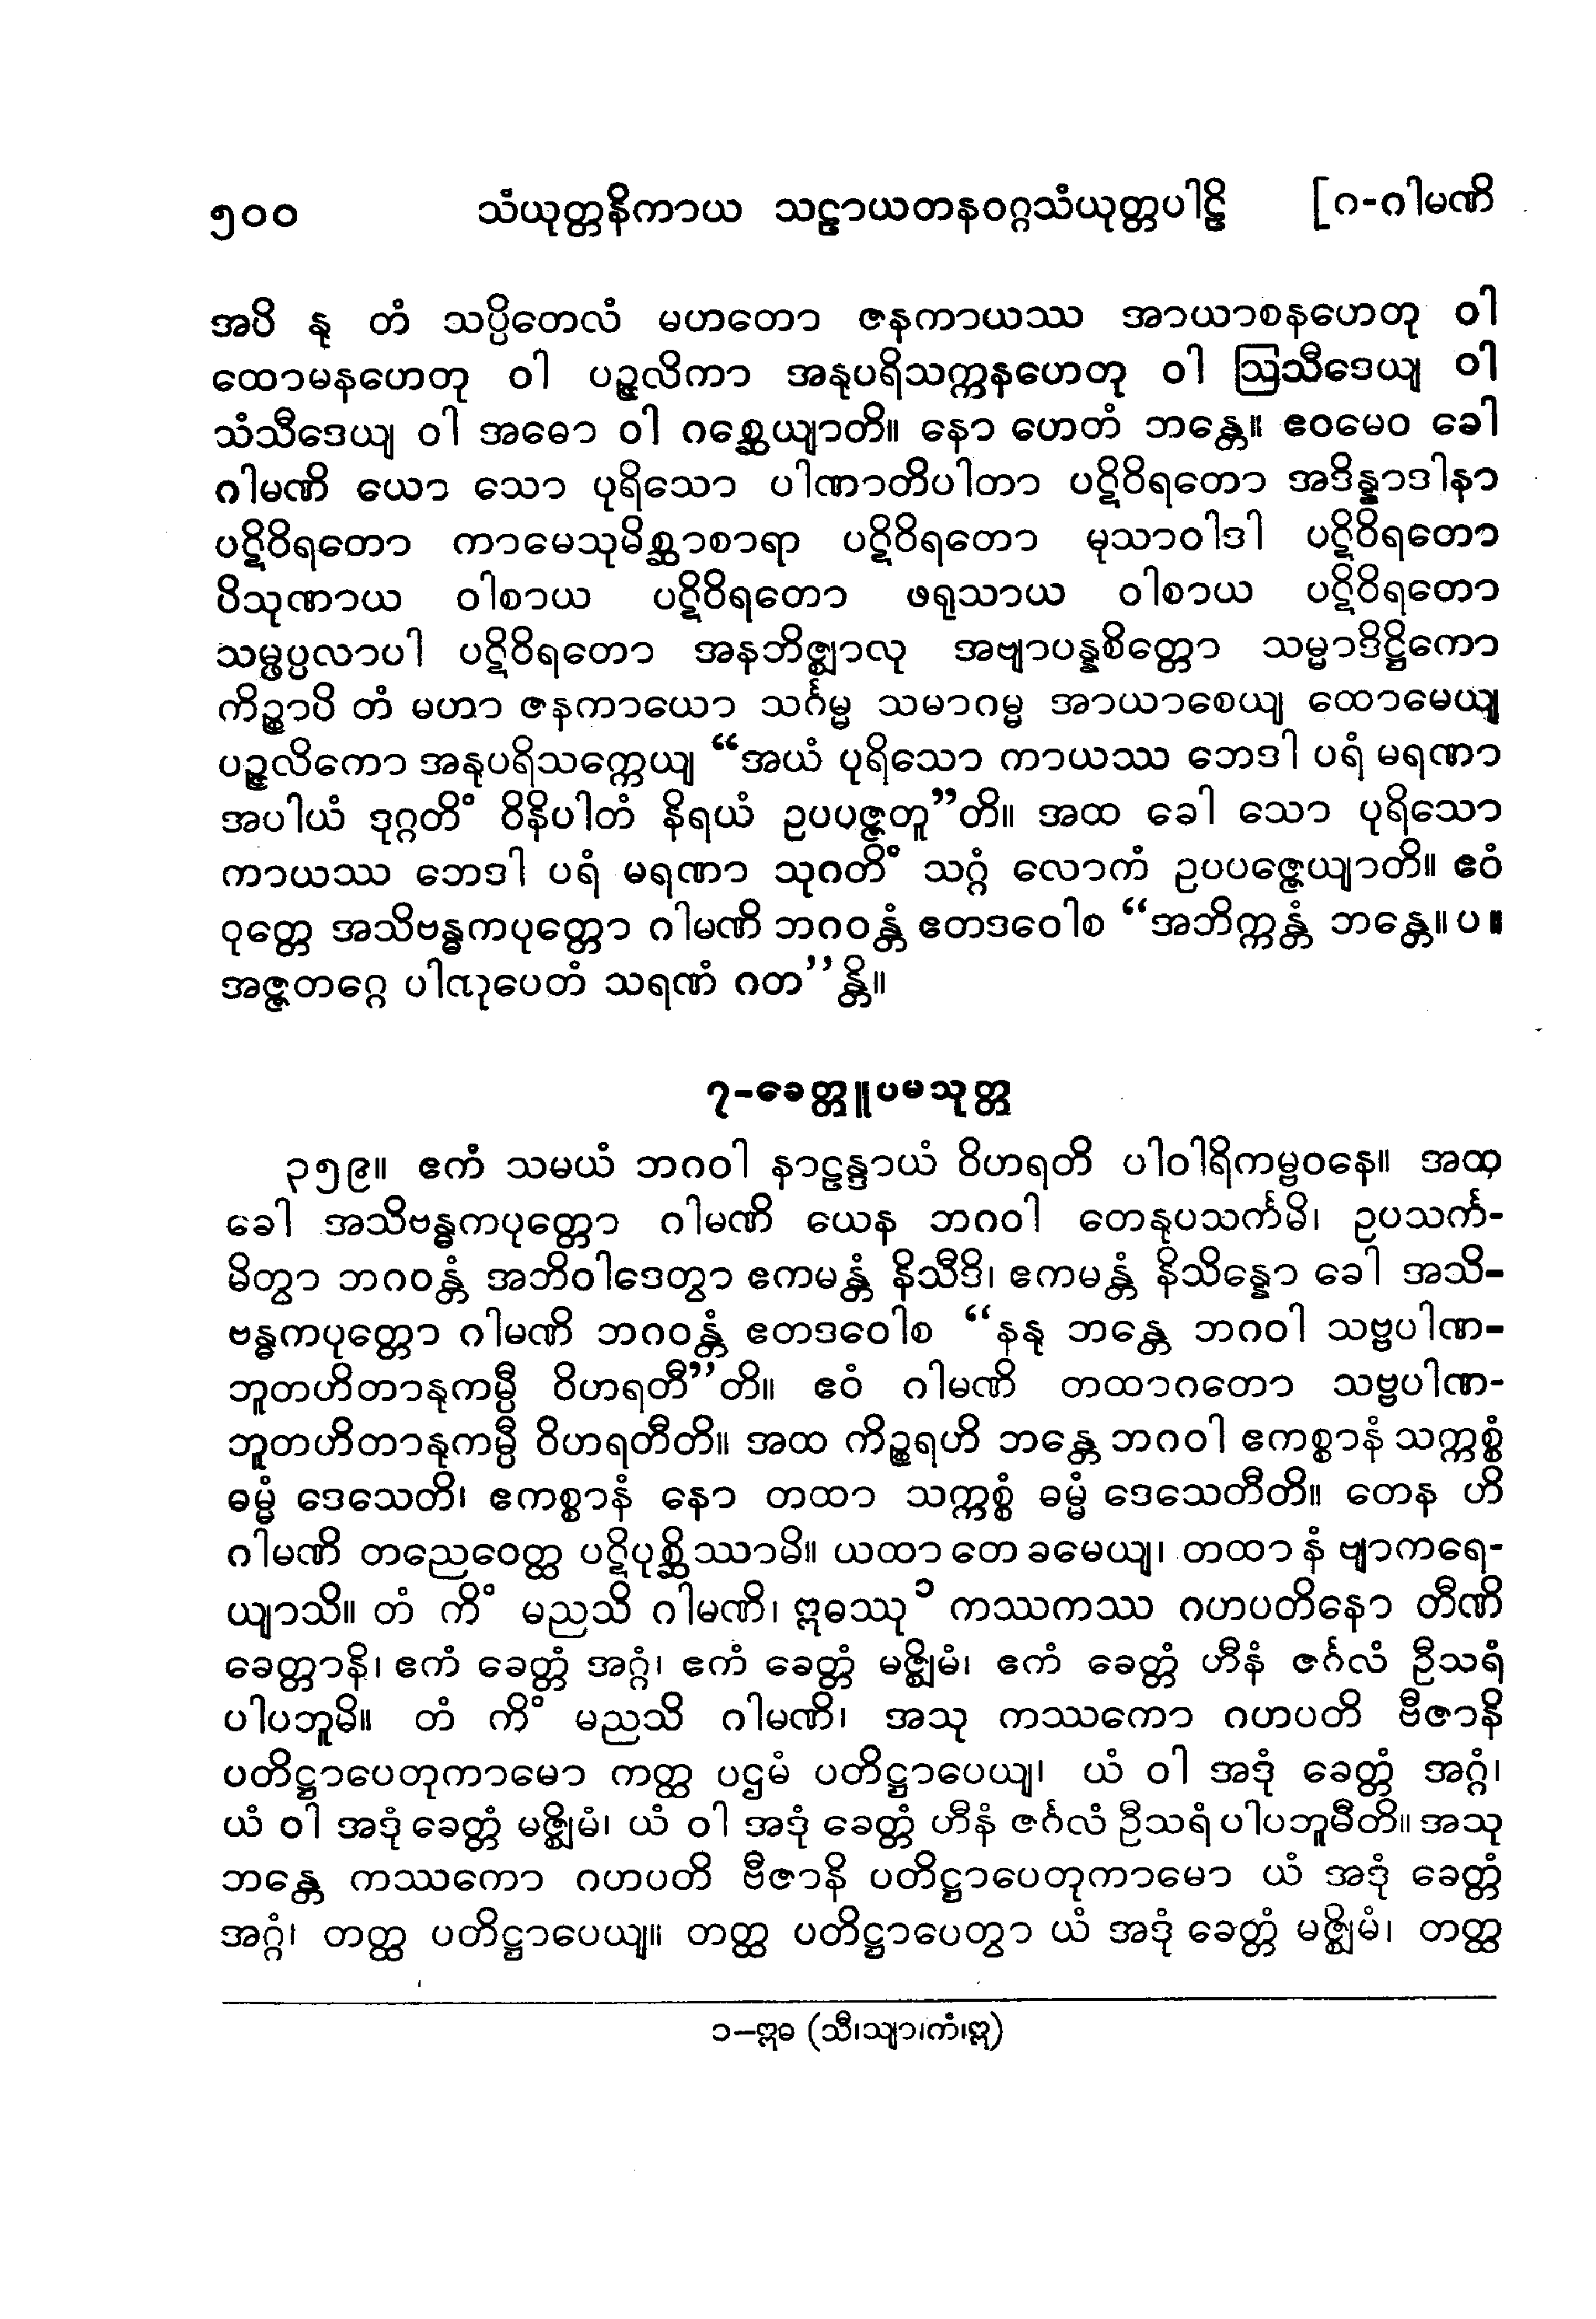 ၅၀၀ သံယုတ္တနိကာယ သဠာယတနဝဂ္ဂသံယုတ္တပါဠိ [ဂ-ဂါမဏိ
အပိ နု တံ သပ္ပိတေလံ မဟတော ဇနကာယဿ အာယာစနဟေတု ဝါ
ထောမနဟေတု ဝါ ပဉ္ဇလိကာ အနုပရိသက္ကနဟေတု ဝါ ဩသီဒေယျ ဝါ
သံသီဒေယျ ဝါ အဓော ဝါ ဂစ္ဆေယျာတိ။ နော ဟေတံ ဘန္တေ။ ဧဝမေဝ ခေါ
ဂါမဏိ ယော သော ပုရိသော ပါဏာတိပါတာ ပဋိဝိရတော အဒိန္နာဒါနာ
ပဋိဝိရတော ကာမေသုမိစ္ဆာစာရာ ပဋိဝိရတော မုသာဝါဒါ ပဋိဝိရတော
ပိသုဏာယ ဝါစာယ ပဋိဝိရတော ဖရုသာယ ဝါစာယ ပဋိဝိရတော
သမ္ဖပ္ပလာပါ ပဋိဝိရတော အနဘိဇ္ဈာလု အဗျာပန္နစိတ္တော သမ္မာဒိဋ္ဌိကော
ကိဉ္စာပိ တံ မဟာ ဇနကာယော သင်္ဂမ္မ သမာဂမ္မ အာယာစေယျ ထောမေယျ
ပဉ္ဇလိကော အနုပရိသက္ကေယျ “အယံ ပုရိသော ကာယဿ ဘေဒါ ပရံ မရဏာ
အပါယံ ဒုဂ္ဂတိံ ဝိနိပါတံ နိရယံ ဥပပဇ္ဇတူ”တိ။ အထ ခေါ သော ပုရိသော
ကာယဿ ဘေဒါ ပရံ မရဏာ သုဂတိံ သဂ္ဂံ လောကံ ဥပပဇ္ဇေယျာတိ။ ဧဝံ
ဝုတ္တေ အသိဗန္ဓကပုတ္တော ဂါမဏိ ဘဂဝန္တံ ဧတဒဝေါစ “အဘိက္ကန္တံ ဘန္တေ။ ပ ။
အဇ္ဇတဂ္ဂေ ပါဏုပေတံ သရဏံ ဂတ”န္တိ။
၇-ခေတ္တူပမသုတ္တ
၃၅၉။ ဧကံ သမယံ ဘဂဝါ နာဠန္ဒာယံ ဝိဟရတိ ပါဝါရိကမ္ဗဝနေ။ အထ
ခေါ အသိဗန္ဓကပုတ္တော ဂါမဏိ ယေန ဘဂဝါ တေနုပသင်္ကမိ၊ ဥပသင်္က-
မိတွာ ဘဂဝန္တံ အဘိဝါဒေတွာ ဧကမန္တံ နိသီဒိ၊ ဧကမန္တံ နိသိန္နော ခေါ အသိ-
ဗန္ဓကပုတ္တော ဂါမဏိ ဘဂဝန္တံ ဧတဒဝေါစ “နနု ဘန္တေ ဘဂဝါ သဗ္ဗပါဏ-
ဘူတဟိတာနုကမ္ပီ ဝိဟရတီ”တိ။ ဧဝံ ဂါမဏိ တထာဂတော သဗ္ဗပါဏ-
ဘူတဟိတာနုကမ္ပီ ဝိဟရတီတိ။ အထ ကိဉ္စရဟိ ဘန္တေ ဘဂဝါ ဧကစ္စာနံ သက္ကစ္စံ
ဓမ္မံ ဒေသေတိ၊ ဧကစ္စာနံ နော တထာ သက္ကစ္စံ ဓမ္မံ ဒေသေတီတိ။ တေန ဟိ
ဂါမဏိ တညေဝေတ္ထ ပဋိပုစ္ဆိဿာမိ။ ယထာ တေ ခမေယျ၊ တထာ နံ ဗျာကရေ-
ယျာသိ။ တံ ကိံ မညသိ ဂါမဏိ၊ ဣဓဿု ၁ ကဿကဿ ဂဟပတိနော တီဏိ
ခေတ္တာနိ၊ ဧကံ ခေတ္တံ အဂ္ဂံ၊ ဧကံ ခေတ္တံ မဇ္ဈိမံ၊ ဧကံ ခေတ္တံ ဟီနံ ဇင်္ဂလံ ဦသရံ
ပါပဘူမိ။ တံ ကိံ မညသိ ဂါမဏိ၊ အသု ကဿကော ဂဟပတိ ဗီဇာနိ
ပတိဋ္ဌာပေတုကာမော ကတ္ထ ပဌမံ ပတိဋ္ဌာပေယျ၊ ယံ ဝါ အဒုံ ခေတ္တံ အဂ္ဂံ၊
ယံ ဝါ အဒုံ ခေတ္တံ မဇ္ဈိမံ၊ ယံ ဝါ အဒုံ ခေတ္တံ ဟီနံ ဇင်္ဂလံ ဦသရံ ပါပဘူမီတိ။ အသု
ဘန္တေ ကဿကော ဂဟပတိ ဗီဇာနိ ပတိဋ္ဌာပေတုကာမော ယံ အဒုံ ခေတ္တံ
အဂ္ဂံ၊ တတ္ထ ပတိဋ္ဌာပေယျ။ တတ္ထ ပတိဋ္ဌာပေတွာ ယံ အဒုံ ခေတ္တံ မဇ္ဈိမံ၊ တတ္ထ
၁–ဣဓ (သီ၊သျာ၊ကံ၊ဣ)